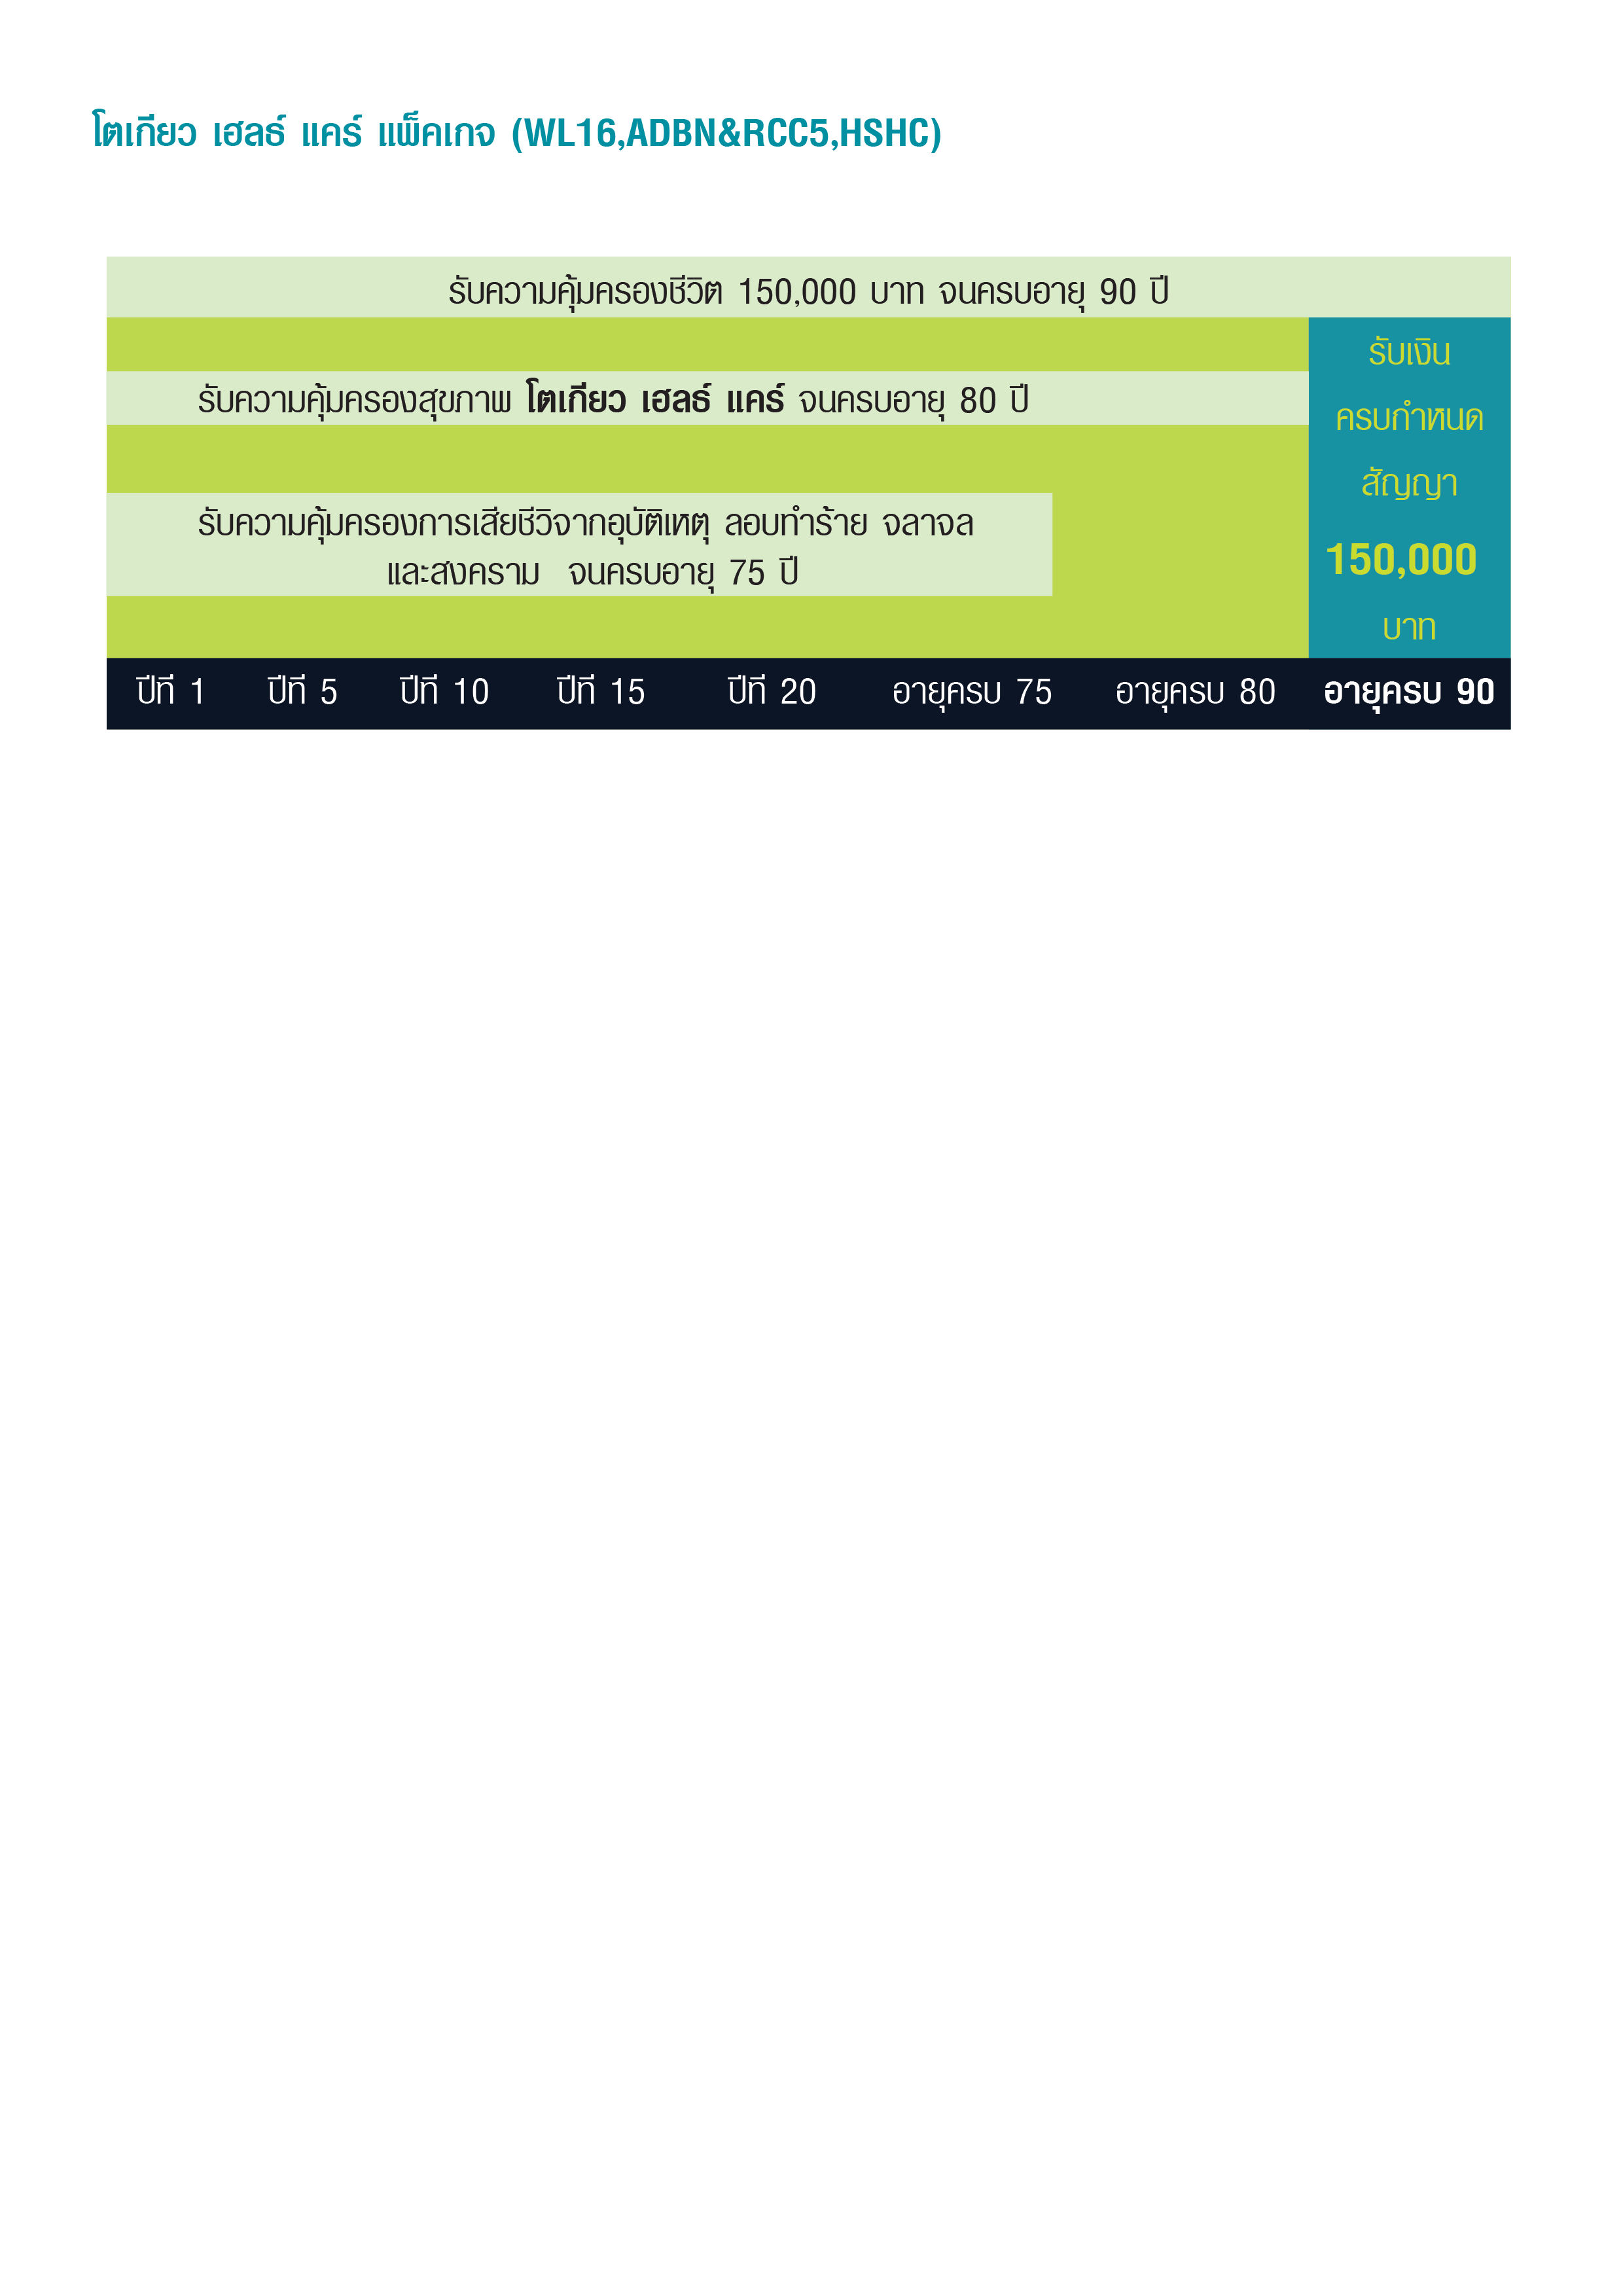 โตเกียว เฮลธ์ แคร์ แพ็คเกจ (WL16,ADBN&RCC5,HSHC)
รับความคุ้มครองชีวิต 150,000 บาท จนครบอายุ 90 ปี
รับความคุ้มครองสุขภาพ โตเกียว เฮลธ์ แคร์ จนครบอายุ 80 ปี
รับความคุ้มครองการเสียชีวิจากอุบัติเหตุ ลอบทำร้าย จลาจล
และสงคราม จนครบอายุ 75 ปี
รับเงิน
ครบกำหนด
สัญญา
150,000
บาท
ปีที่ 1 ปีที่ 5 ปีที่ 10 ปีที่ 15 ปีที่ 20 อายุครบ 75 อายุครบ 80 อายุครบ 90